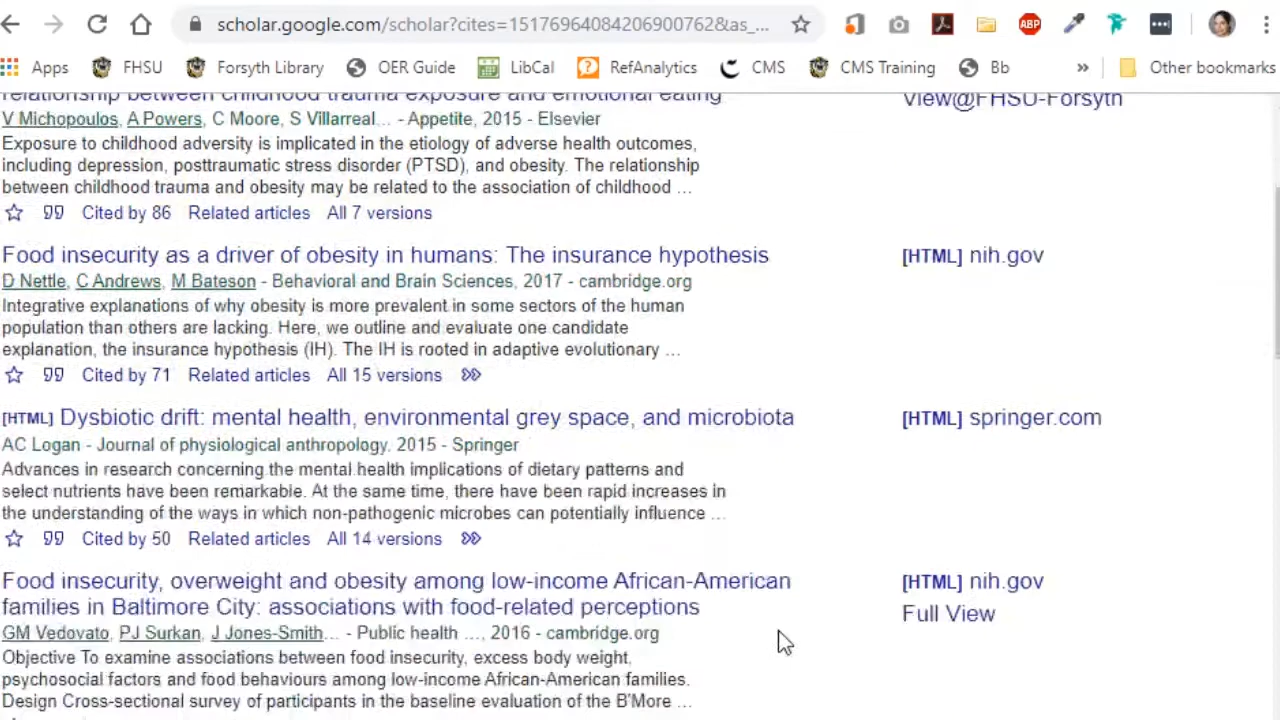 scholar.google.com/scholar?cites=15176964084206900762&as_...
ABP
Apps FHSU Forsyth Library OER Guide LibCal RefAnalytics CMS CMS Training Bb » Other bookmarks
relationship between childhood trauma exposure and emotional eating
View@FHSU-Forsyth
V Michopoulos, A Powers, C Moore, S Villarreal... - Appetite, 2015 - Elsevier
Exposure to childhood adversity is implicated in the etiology of adverse health outcomes,
including depression, posttraumatic stress disorder (PTSD), and obesity. The relationship
between childhood trauma and obesity may be related to the association of childhood ...
Cited by 86 Related articles All 7 versions
Food insecurity as a driver of obesity in humans: The insurance hypothesis
[HTML] nih.gov
D Nettle, C Andrews, M Bateson - Behavioral and Brain Sciences, 2017 - cambridge.org
Integrative explanations of why obesity is more prevalent in some sectors of the human
population than others are lacking. Here, we outline and evaluate one candidate
explanation, the insurance hypothesis (IH). The IH is rooted in adaptive evolutionary ...
Cited by 71 Related articles All 15 versions
[HTML] Dysbiotic drift: mental health, environmental grey space, and microbiota
[HTML] springer.com
AC Logan - Journal of physiological anthropology, 2015 - Springer
Advances in research concerning the mental health implications of dietary patterns and
select nutrients have been remarkable. At the same time, there have been rapid increases in
the understanding of the ways in which non-pathogenic microbes can potentially influence ...
Cited by 50 Related articles All 14 versions
Food insecurity, overweight and obesity among low-income African-American
families in Baltimore City: associations with food-related perceptions
[HTML] nih.gov
Full View
GM Vedovato, PJ Surkan, J Jones-Smith... - Public health ..., 2016 - cambridge.org
Objective To examine associations between food insecurity, excess body weight,
psychosocial factors and food behaviours among low-income African-American families.
Design Cross-sectional survey of participants in the baseline evaluation of the B'More ...